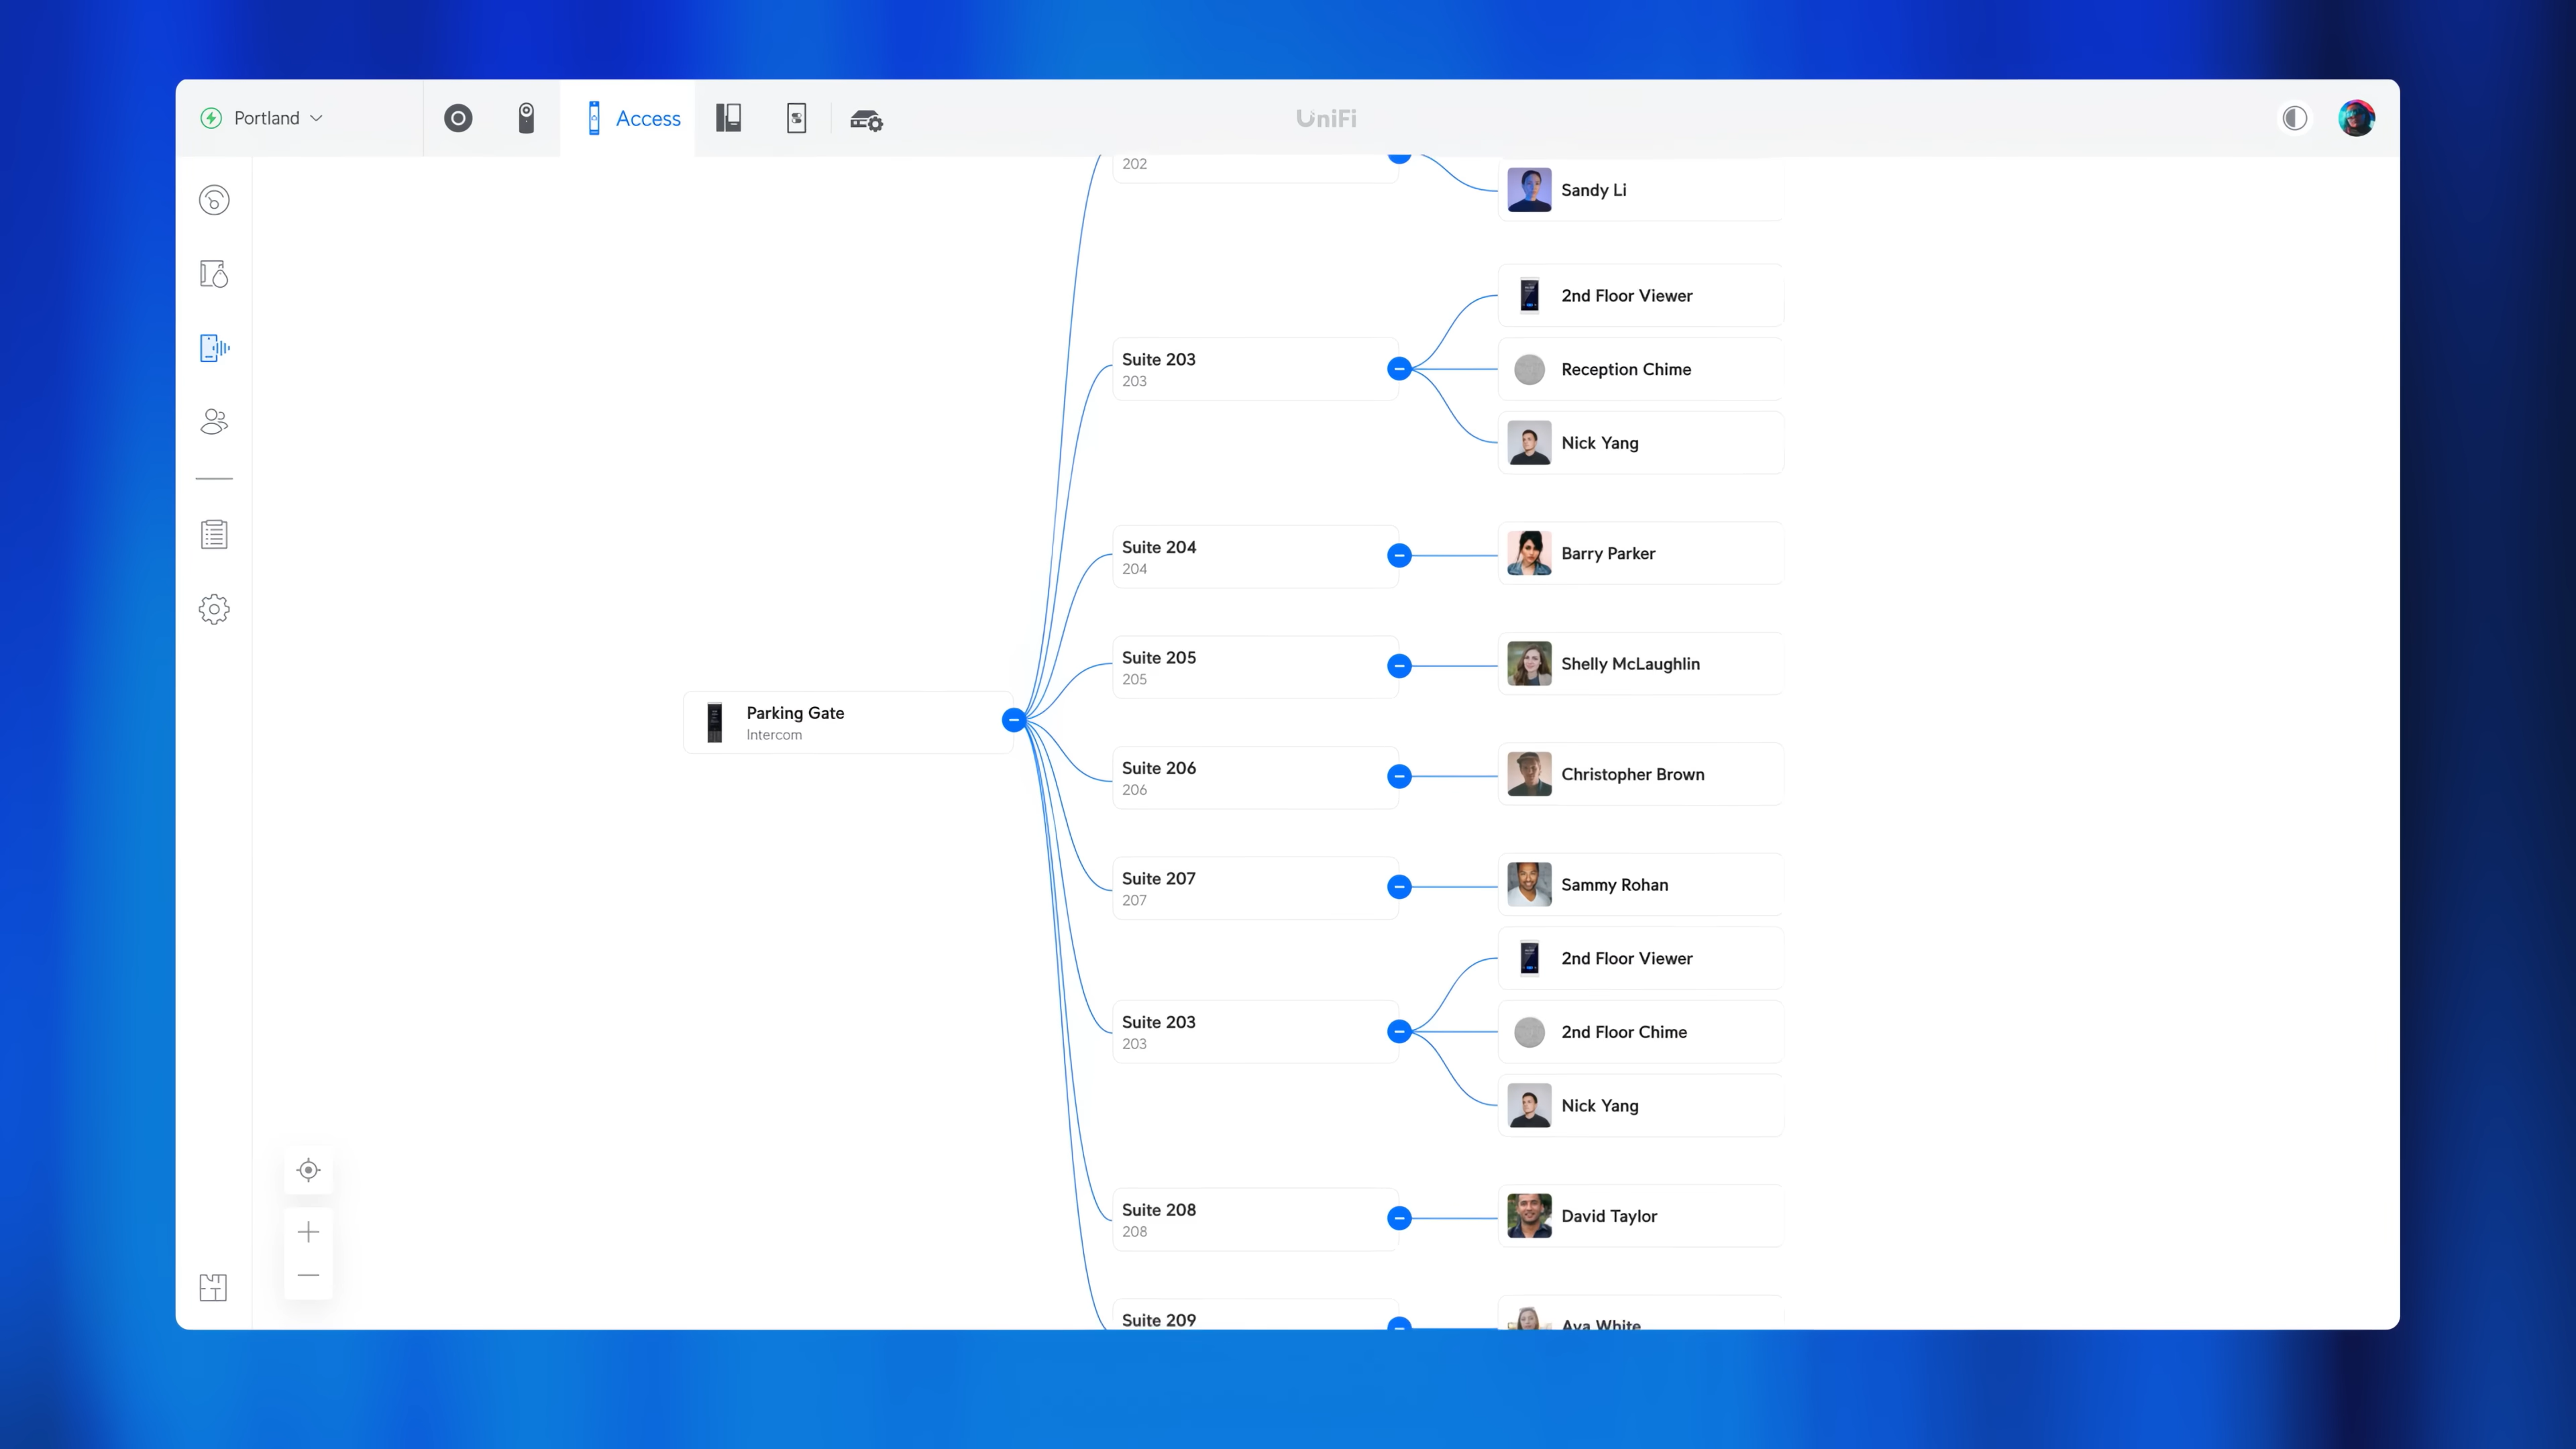 Portland
Access
UniFi
202
Sandy Li
2nd Floor Viewer
Suite 203
203
Reception Chime
Nick Yang
Suite 204
204
Barry Parker
Suite 205
205
Shelly McLaughlin
Parking Gate
Intercom
Suite 206
206
Christopher Brown
Suite 207
207
Sammy Rohan
2nd Floor Viewer
Suite 203
203
2nd Floor Chime
Nick Yang
Suite 208
208
David Taylor
Suite 209
Ava White